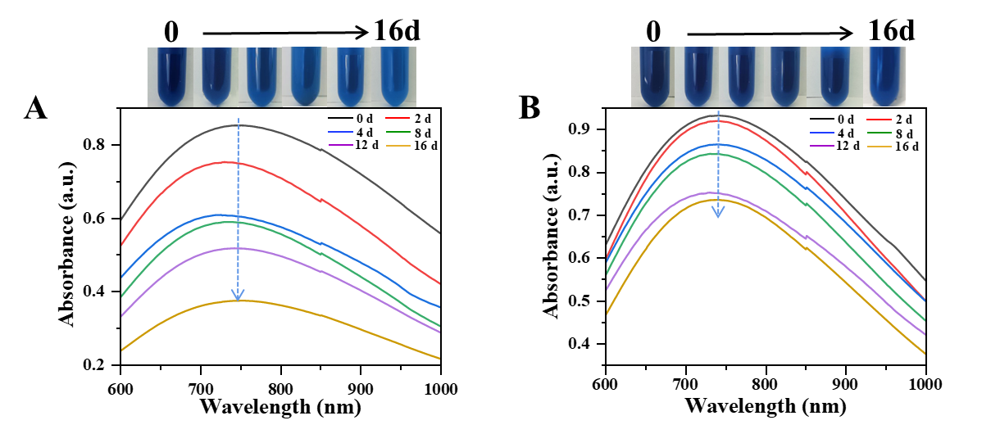 0 16d
A
0 d 2 d
4 d 8 d
12 d 16 d
0.8
0.6
0.4
0.2
600 700 800 900 1000
Absorbance (a.u.)
Wavelength (nm)
0 16d
B
0 d 2 d
4 d 8 d
12 d 16 d
0.9
0.8
0.7
0.6
0.5
0.4
600 700 800 900 1000
Absorbance (a.u.)
Wavelength (nm)